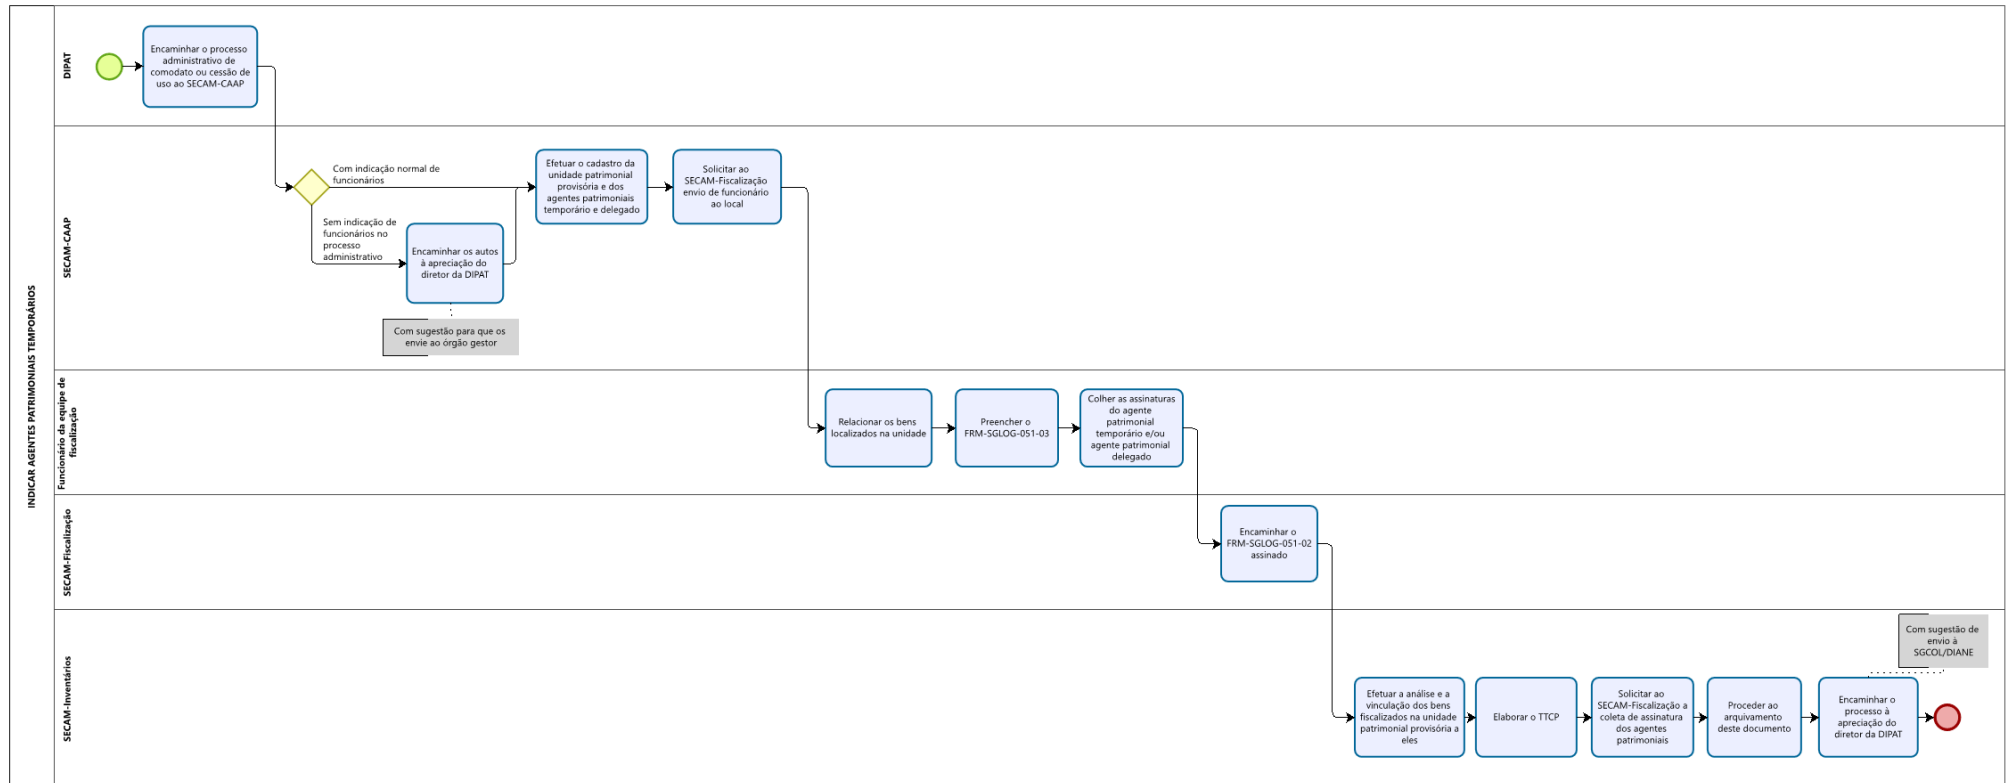 INDICAR AGENTES PATRIMONIAIS TEMPORÁRIOS
DIPAT
Encaminhar o processo
administrativo de
comodato ou cessão de
uso ao SECAM-CAAP
SECAM-CAAP
Com indicação normal de
funcionários
Sem indicação de
funcionários no
processo
administrativo
Encaminhar os autos
à apreciação do
diretor da DIPAT
Com sugestão para que os
envie ao órgão gestor
Efetuar o cadastro da
unidade patrimonial
provisória e dos
agentes patrimoniais
temporário e delegado
Solicitar ao
SECAM-Fiscalização
envio de funcionário
ao local
Funcionário da equipe de
fiscalização
Relacionar os bens
localizados na unidade
Preencher o
FRM-SGLOG-051-03
Colher as assinaturas
do agente
patrimonial
temporário e/ou
agente patrimonial
delegado
SECAM-Fiscalização
Encaminhar o
FRM-SGLOG-051-02
assinado
SECAM-Inventários
Efetuar a análise e a
vinculação dos bens
fiscalizados na unidade
patrimonial provisória a
eles
Elaborar o TTCP
Solicitar ao
SECAM-Fiscalização a
coleta de assinatura
dos agentes
patrimoniais
Proceder ao
arquivamento
deste documento
Encaminhar o
processo à
apreciação do
diretor da DIPAT
Com sugestão de
envio à
SGCOL/DIANE